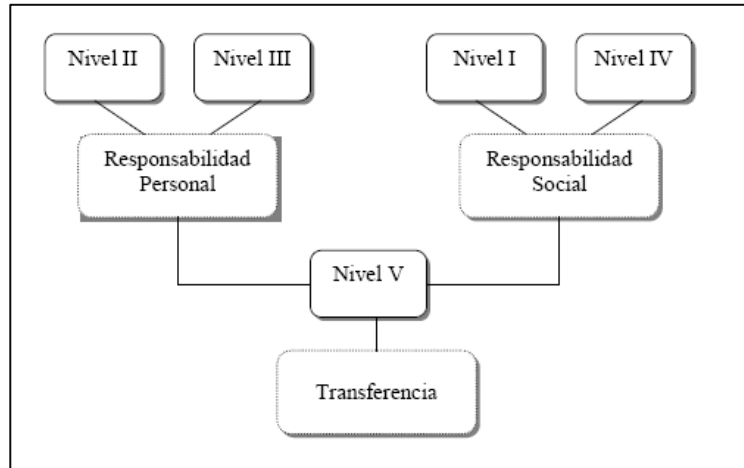 Nivel II
Nivel III
Nivel I
Nivel IV
Responsabilidad
Personal
Responsabilidad
Social
Nivel V
Transferencia